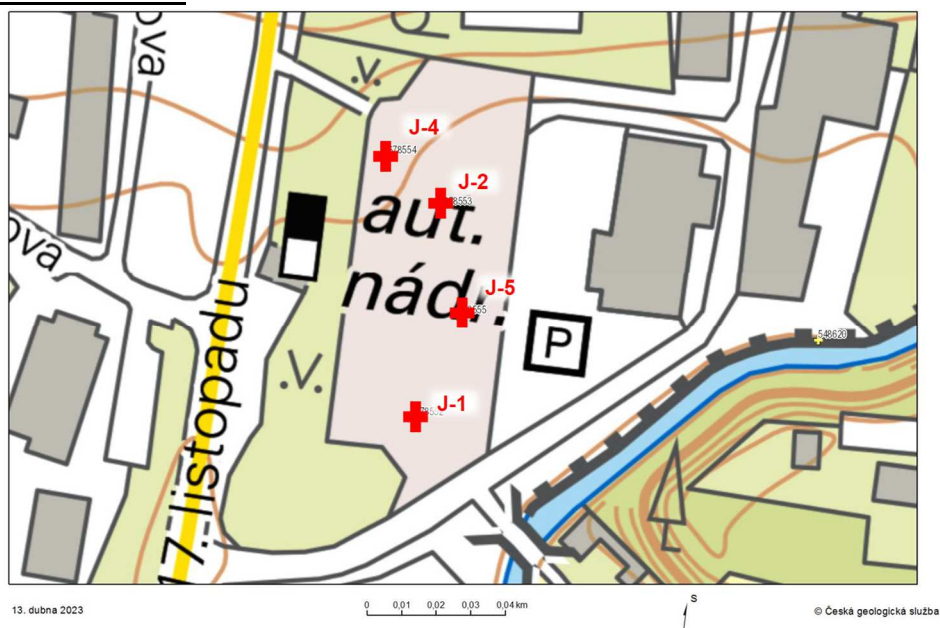 ova
J-4
78554
J-2
8553
aut.
ova
nád.
J-5
P
548620
J-1
17. listopadu
13. dubna 2023
0 0,01 0,02 0,03 0,04 km
S
© Česká geologická služba